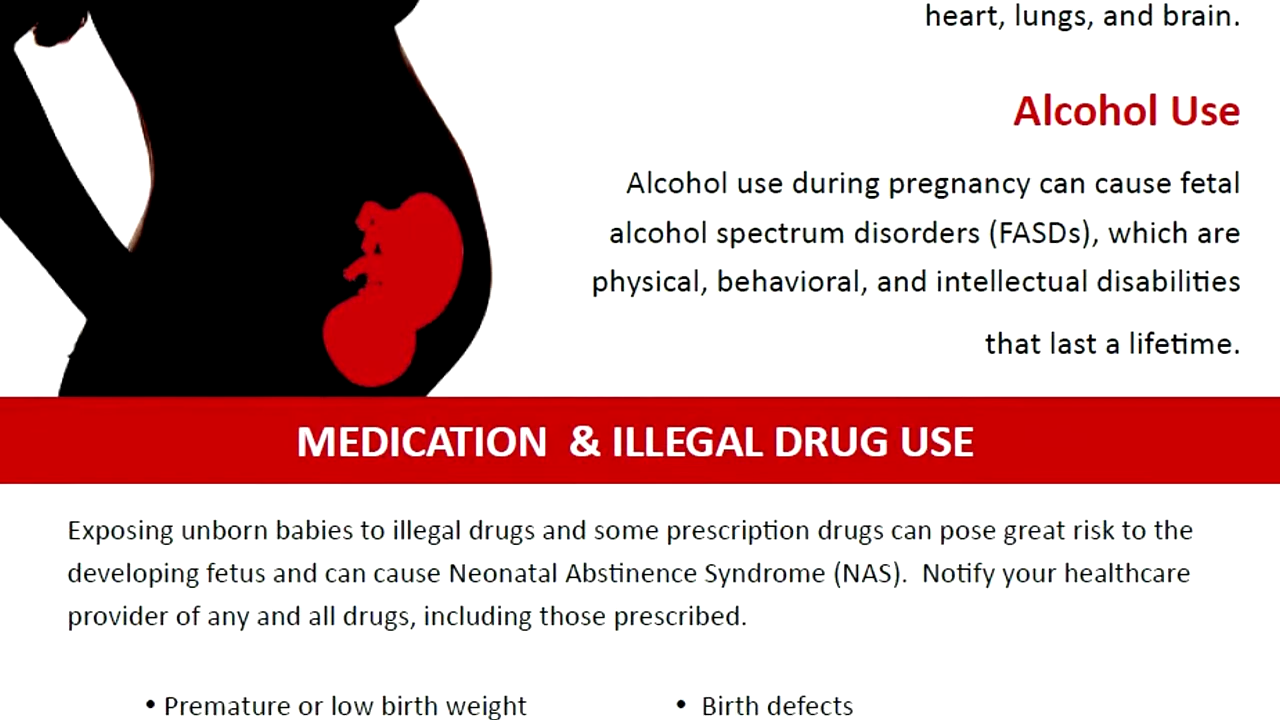 heart, lungs, and brain.
Alcohol Use
Alcohol use during pregnancy can cause fetal
alcohol spectrum disorders (FASDs), which are
physical, behavioral, and intellectual disabilities
that last a lifetime.
MEDICATION & ILLEGAL DRUG USE
Exposing unborn babies to illegal drugs and some prescription drugs can pose great risk to the
developing fetus and can cause Neonatal Abstinence Syndrome (NAS). Notify your healthcare
provider of any and all drugs, including those prescribed.
• Premature or low birth weight
• Birth defects